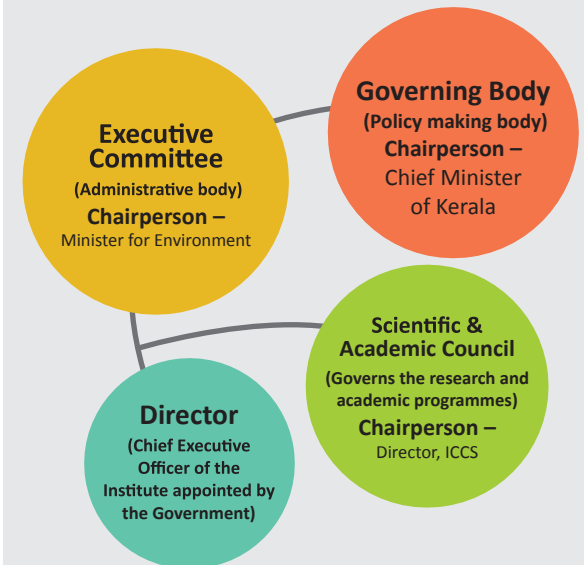 Governing Body
(Policy making body)
Chairperson –
Chief Minister
of Kerala
Executive
Committee
(Administrative body)
Chairperson –
Minister for Environment
Scientific &
Academic Council
(Governs the research and
academic programmes)
Chairperson –
Director, ICCS
Director
(Chief Executive
Officer of the
Institute appointed by
the Government)